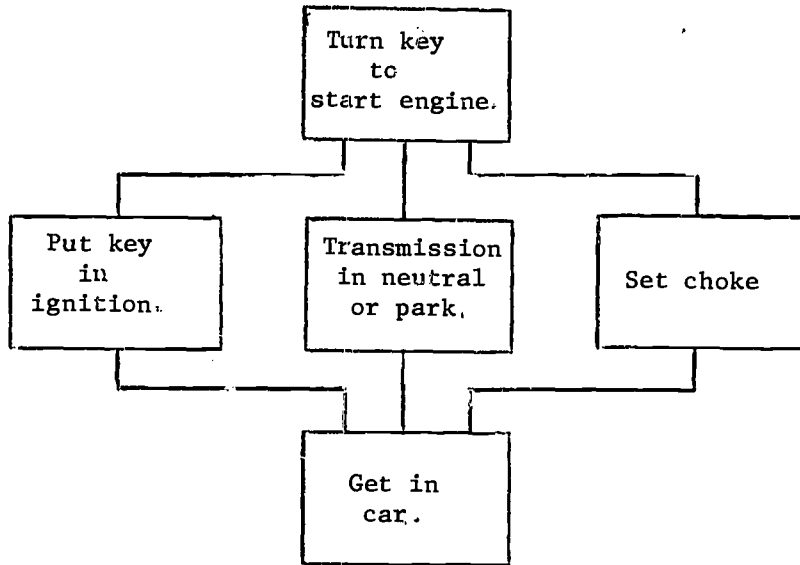 Turn key
to
start engine.
Put key
in
ignition.
Transmission
in neutral
or park.
Set choke
Get in
car.